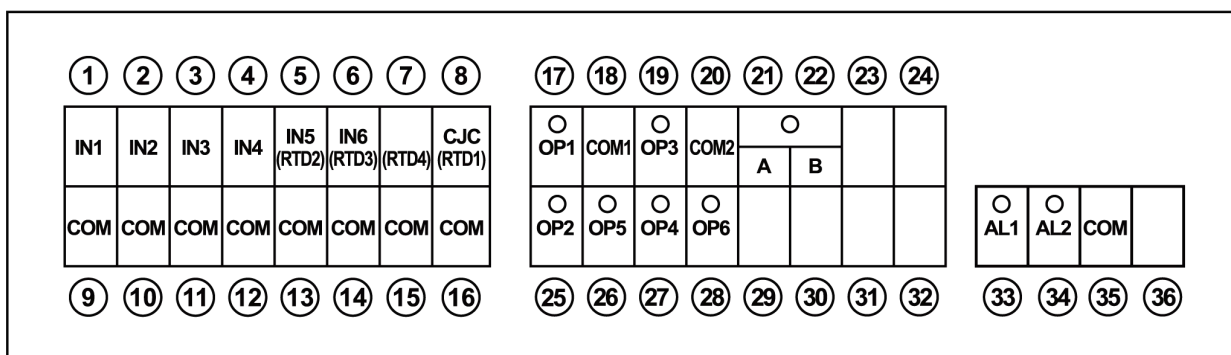 1 2 3 4 5 6 7 8 17 18 19 20 21 22 23 24
IN1 IN2 IN3 IN4 IN5 (RTD2) IN6 (RTD3) (RTD4) CJC (RTD1) OP1 COM1 OP3 COM2 A B
COM COM COM COM COM COM COM COM OP2 OP5 OP4 OP6 AL1 AL2 COM
9 10 11 12 13 14 15 16 25 26 27 28 29 30 31 32 33 34 35 36